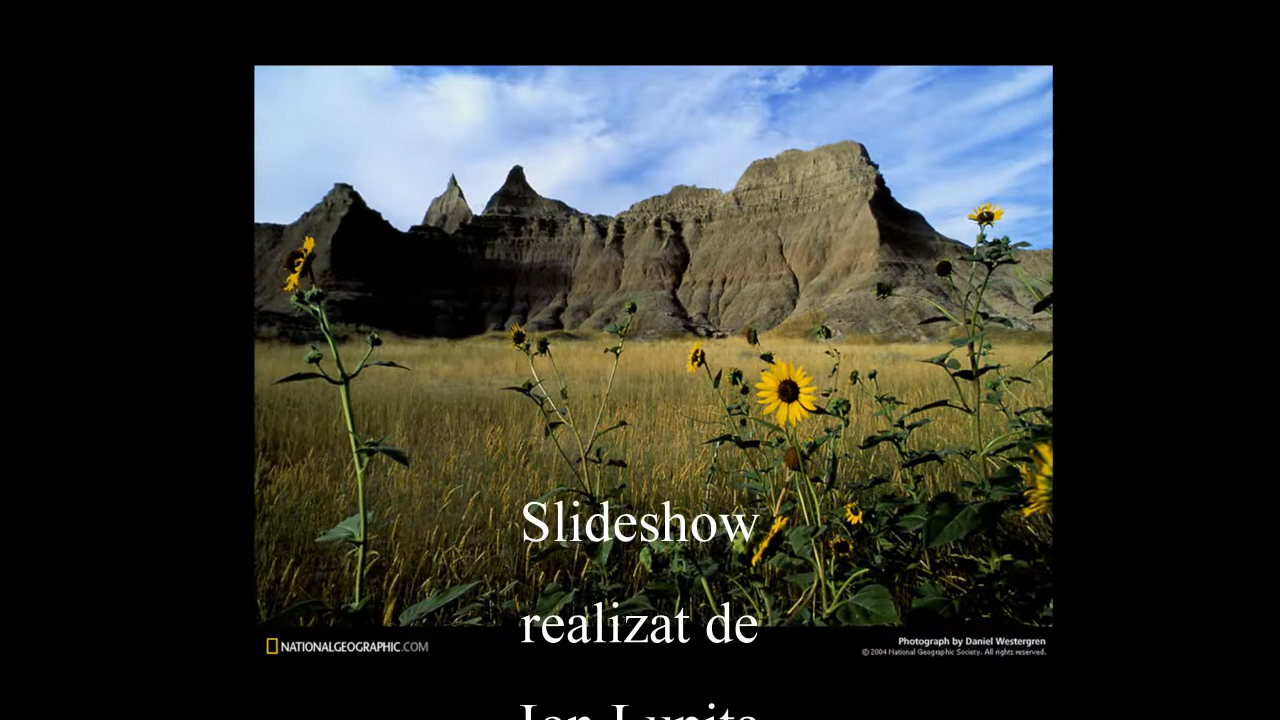 Slideshow
realizat de
NATIONALGEOGRAPHIC.COM
Photograph by Daniel Westergren
© 2004 National Geographic Society. All rights reserved.